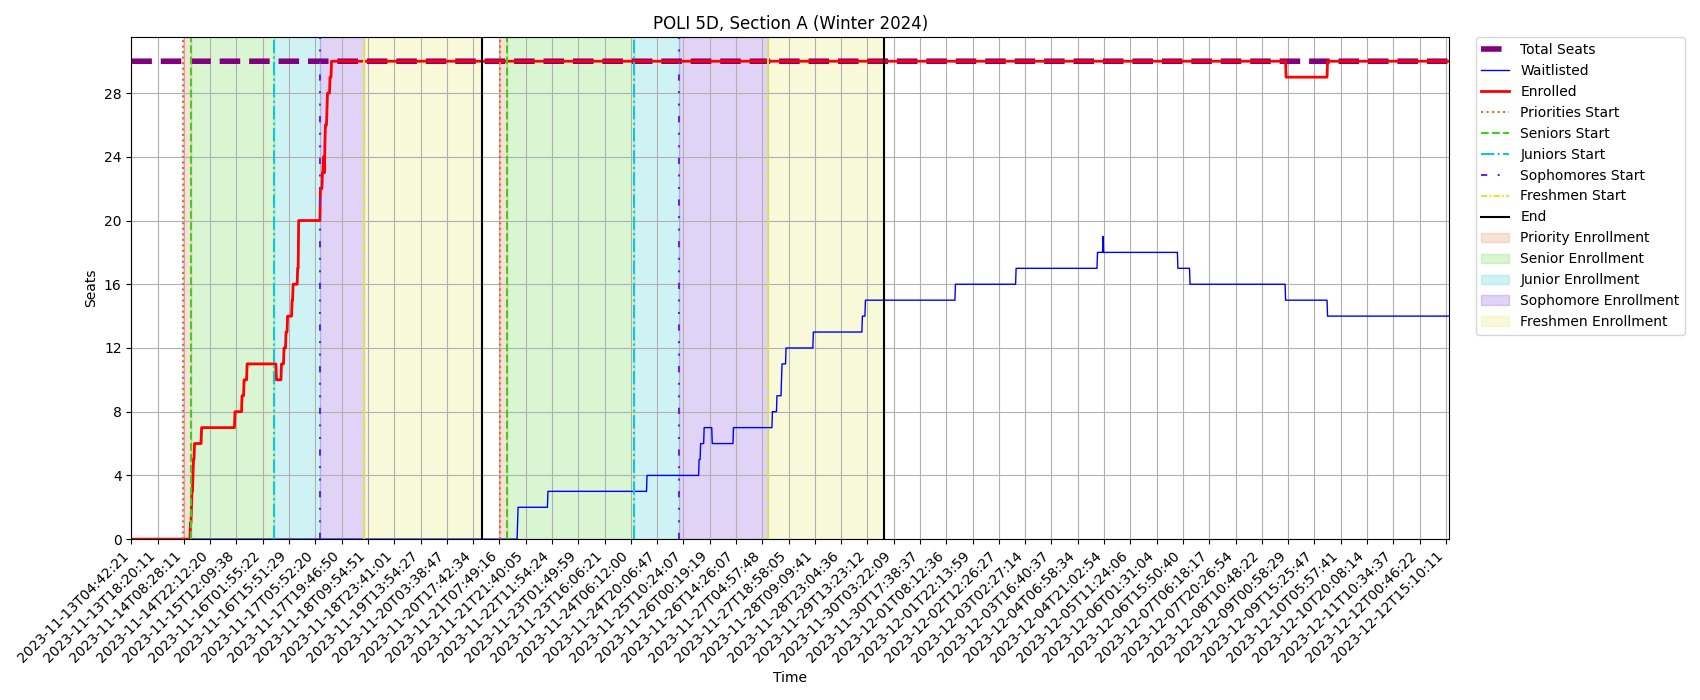 POLI 5D, Section A (Winter 2024)
Total Seats
Waitlisted
Enrolled
Priorities Start
Seniors Start
Juniors Start
Sophomores Start
Freshmen Start
End
Priority Enrollment
Senior Enrollment
Junior Enrollment
Sophomore Enrollment
Freshmen Enrollment
Seats
28
24
20
16
12
8
4
0
2023-11-13T04:42:21
2023-11-13T18:20:11
2023-11-14T08:28:11
2023-11-14T22:12:20
2023-11-15T12:09:38
2023-11-16T01:55:22
2023-11-16T15:51:29
2023-11-17T05:52:20
2023-11-17T19:46:50
2023-11-18T09:54:51
2023-11-18T23:41:01
2023-11-19T13:54:27
2023-11-20T03:38:47
2023-11-20T17:42:34
2023-11-21T07:49:16
2023-11-21T21:40:05
2023-11-22T11:54:24
2023-11-23T01:49:59
2023-11-23T16:06:21
2023-11-24T06:12:00
2023-11-24T20:06:47
2023-11-25T10:24:07
2023-11-26T00:19:19
2023-11-26T14:26:07
2023-11-27T04:57:48
2023-11-27T18:58:05
2023-11-28T09:09:41
2023-11-28T23:04:36
2023-11-29T13:23:12
2023-11-30T03:22:09
2023-11-30T17:38:37
2023-12-01T08:12:36
2023-12-01T22:13:59
2023-12-02T12:26:27
2023-12-03T02:27:14
2023-12-03T16:40:37
2023-12-04T06:58:34
2023-12-04T21:02:54
2023-12-05T11:24:06
2023-12-06T01:31:04
2023-12-06T15:50:40
2023-12-07T06:18:17
2023-12-07T20:26:54
2023-12-08T10:48:22
2023-12-09T00:58:29
2023-12-09T15:25:47
2023-12-10T05:57:41
2023-12-10T20:08:14
2023-12-11T10:34:37
2023-12-12T00:46:22
2023-12-12T15:10:11
Time